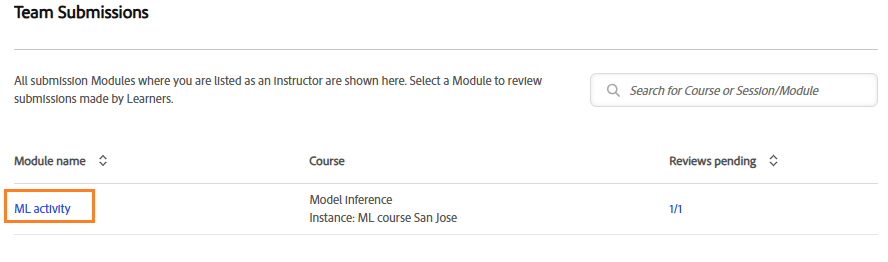 Team Submissions
All submission Modules where you are listed as an instructor are shown here. Select a Module to review
submissions made by Learners.
Search for Course or Session/Module
Module name Course Reviews pending
ML activity Model inference 1/1
Instance: ML course San Jose